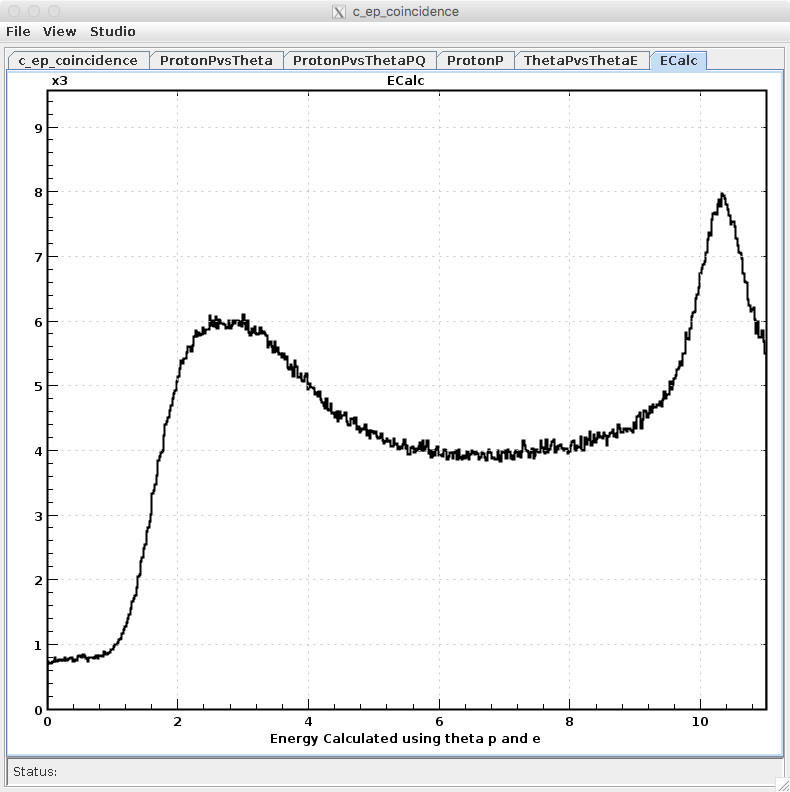 c_ep_coincidence
File View Studio
c_ep_coincidence ProtonPvsTheta ProtonPvsThetaPQ ProtonP ThetaPvsThetaE ECalc
x3 ECalc
9
8
7
6
5
4
3
2
1
0
0 2 4 6 8 10
Energy Calculated using theta p and e
Status: